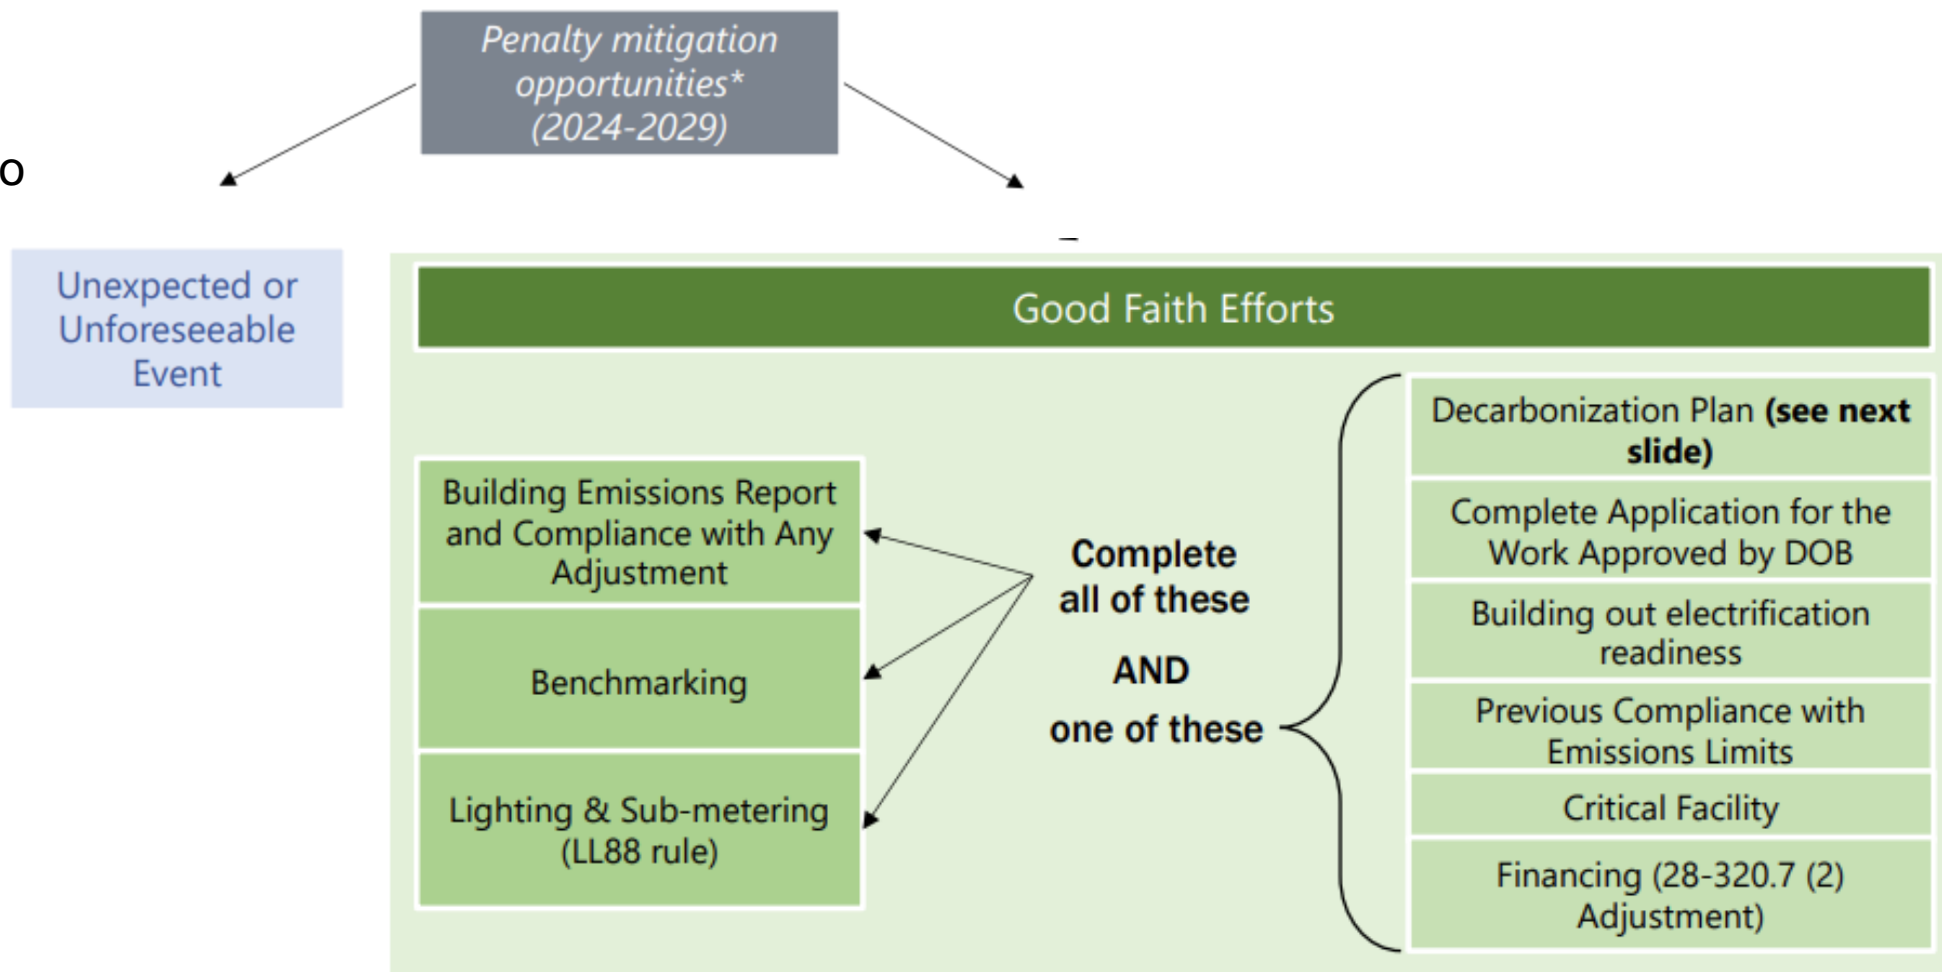 Penalty mitigation
opportunities*
(2024-2029)
o
Unexpected or
Unforeseeable
Event
Good Faith Efforts
Building Emissions Report
and Compliance with Any
Adjustment
Benchmarking
Lighting & Sub-metering
(LL88 rule)
Complete
all of these
AND
one of these
Decarbonization Plan (see next
slide)
Complete Application for the
Work Approved by DOB
Building out electrification
readiness
Previous Compliance with
Emissions Limits
Critical Facility
Financing (28-320.7 (2)
Adjustment)